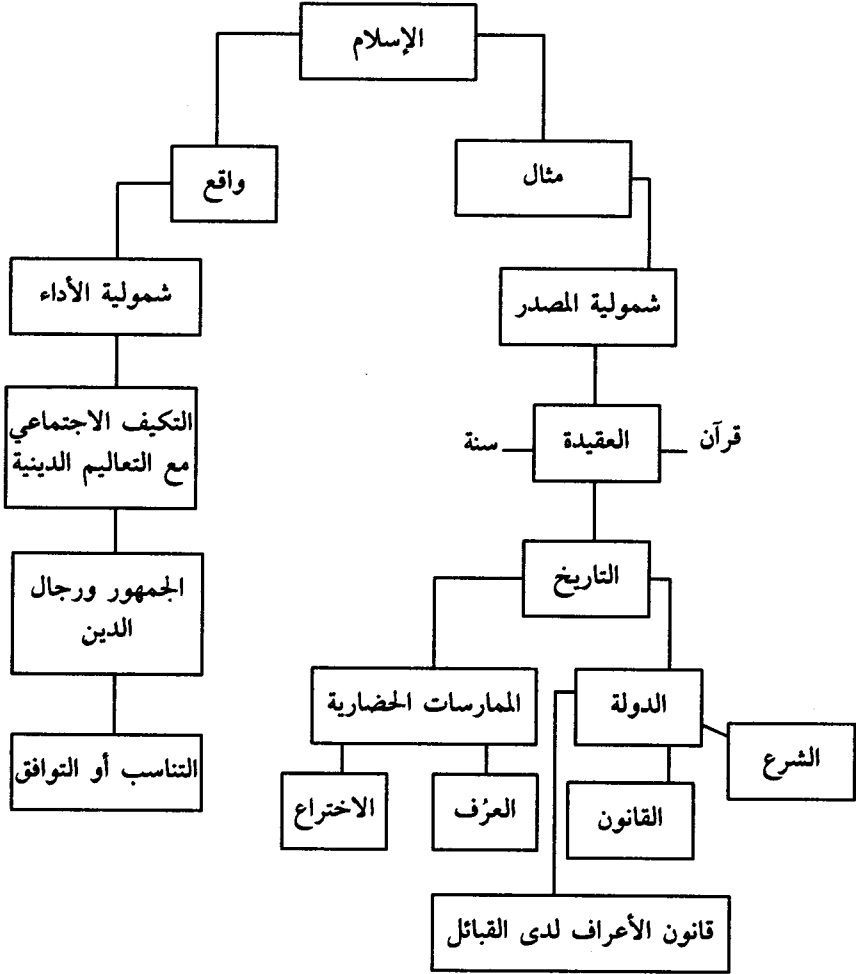 الإسلام
مثال
واقع
شمولية المصدر
شمولية الأداء
قرآن
العقيدة
سنة
التكيف الاجتماعي
مع التعاليم الدينية
التاريخ
الجمهور ورجال
الدين
الدولة
الممارسات الحضارية
الشرع
التناسب أو التوافق
القانون
العرُف
الاختراع
قانون الأعراف لدى القبائل